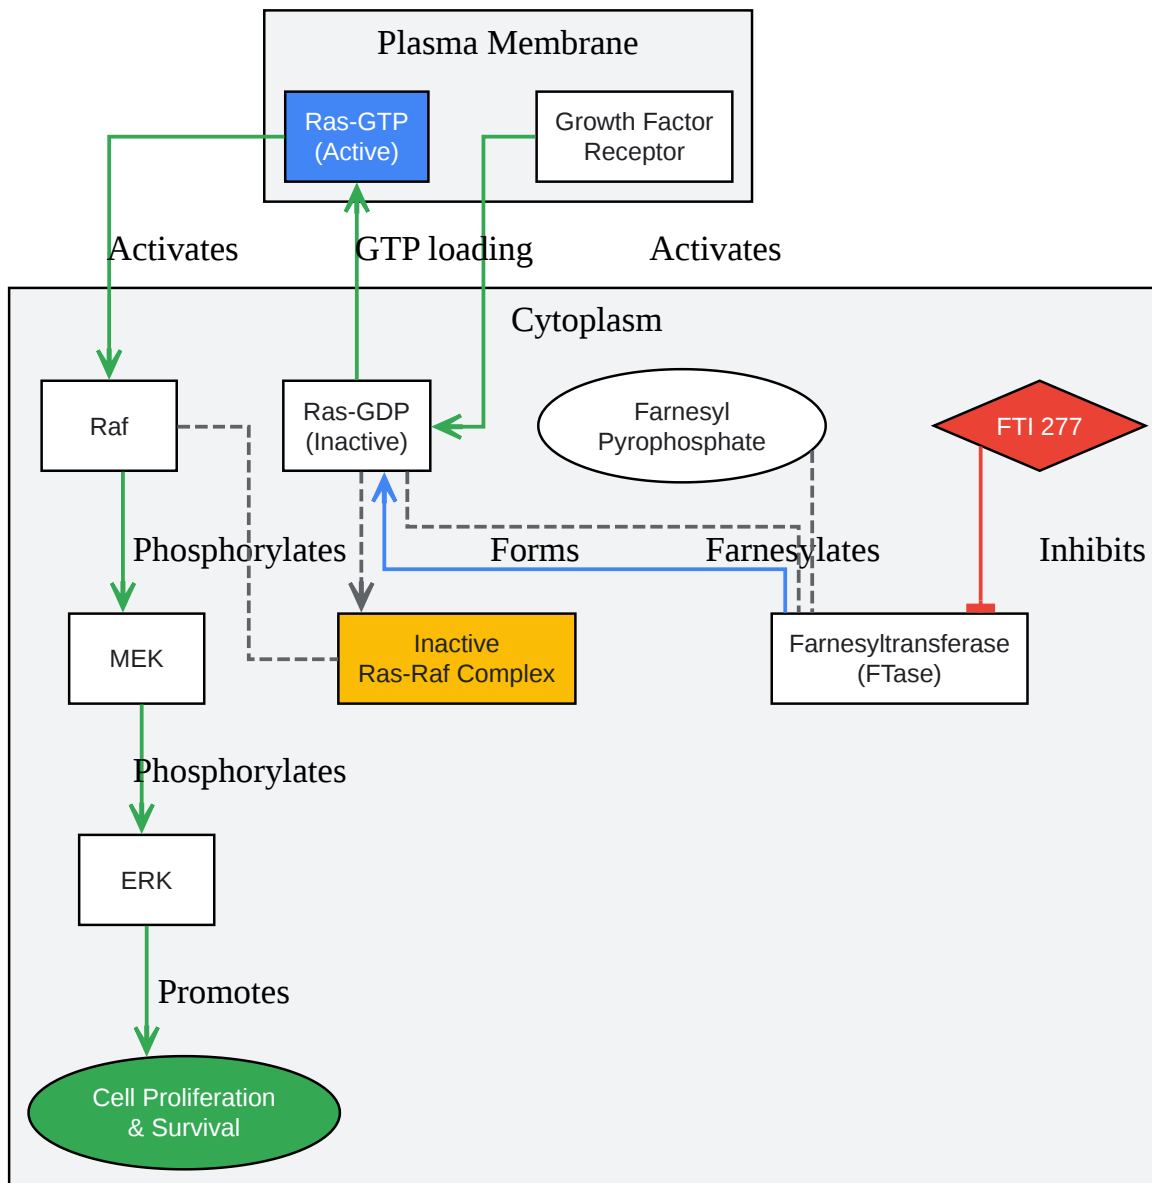 Plasma Membrane
Ras-GTP
(Active)
Growth Factor
Receptor
Activates
GTP loading
Activates
Cytoplasm
Raf
Ras-GDP
(Inactive)
Farnesyl
Pyrophosphate
FTI 277
Phosphorylates
Forms
Farnesylates
Inhibits
MEK
Inactive
Ras-Raf Complex
Farnesyltransferase
(FTase)
Phosphorylates
ERK
Promotes
Cell Proliferation
& Survival